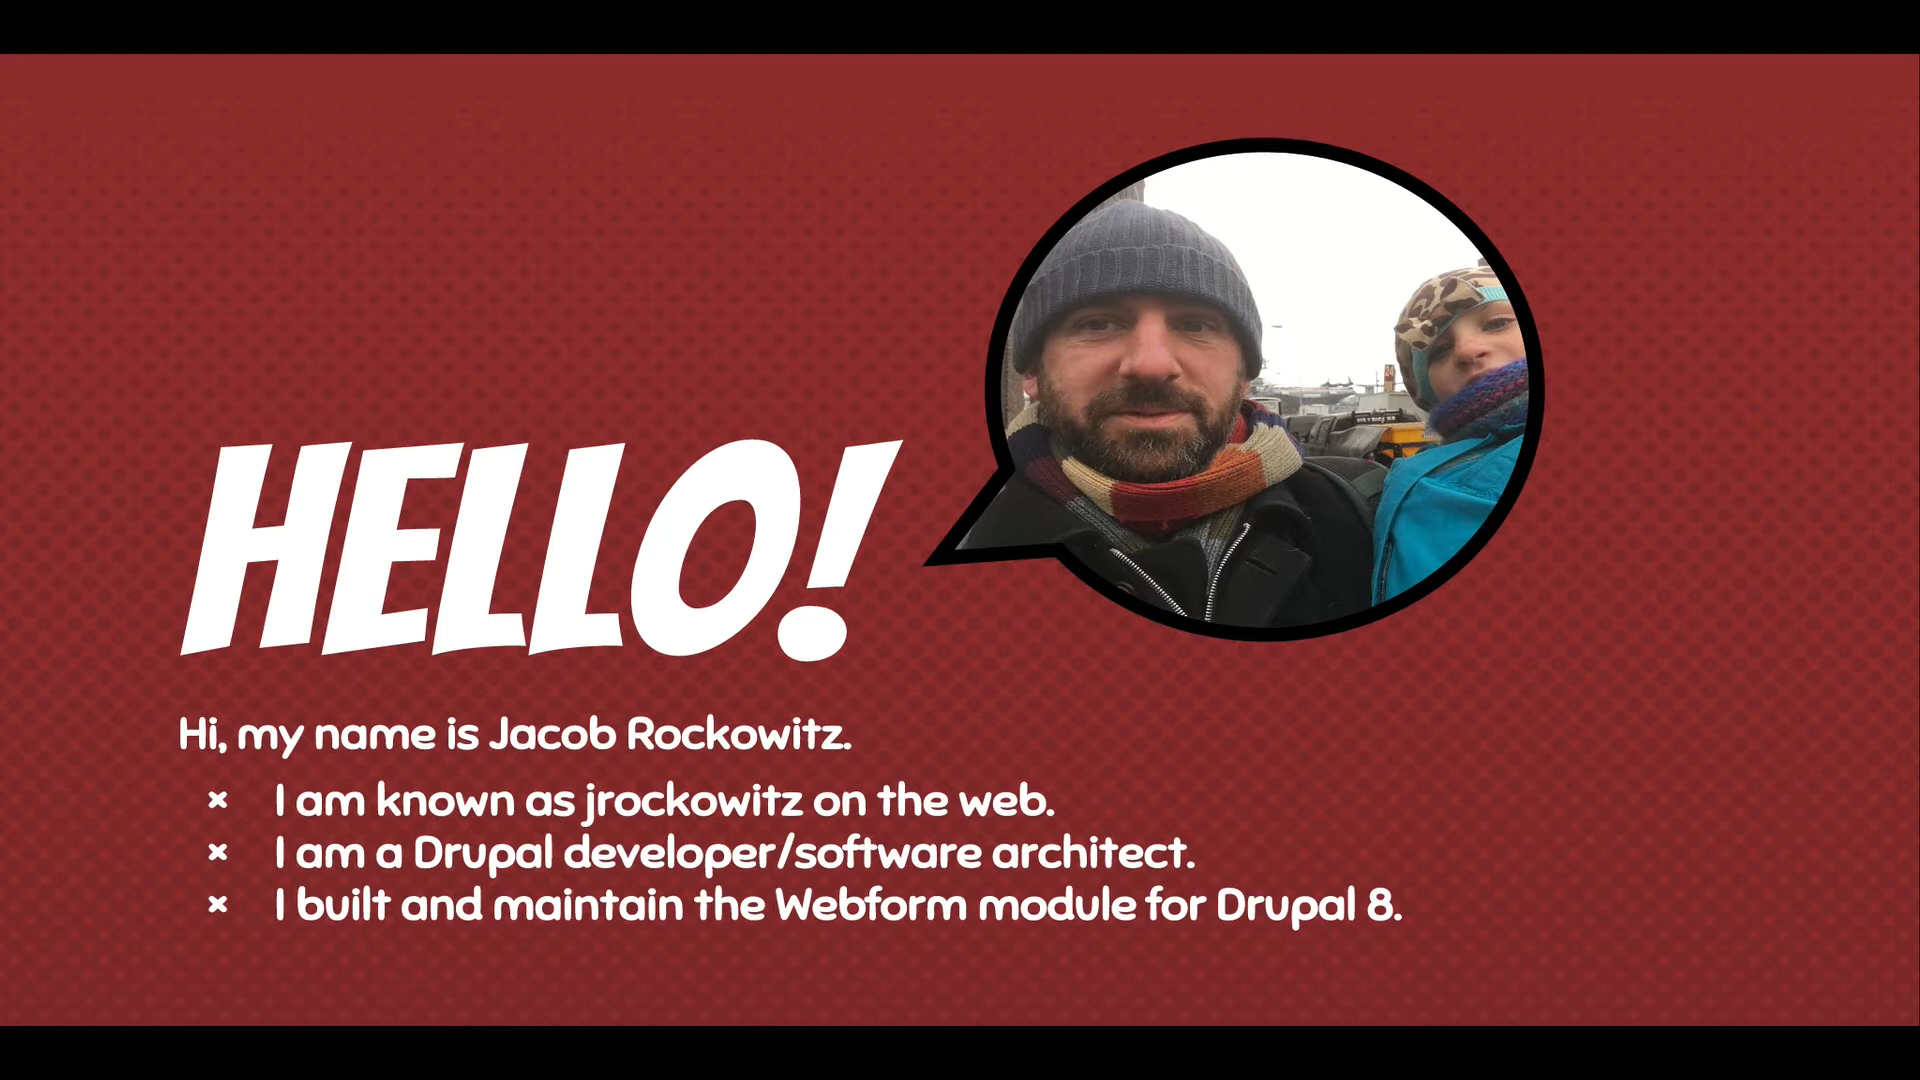 HELLO!
Hi, my name is Jacob Rockowitz.
× I am known as jrockowitz on the web.
× I am a Drupal developer/software architect.
× I built and maintain the Webform module for Drupal 8.